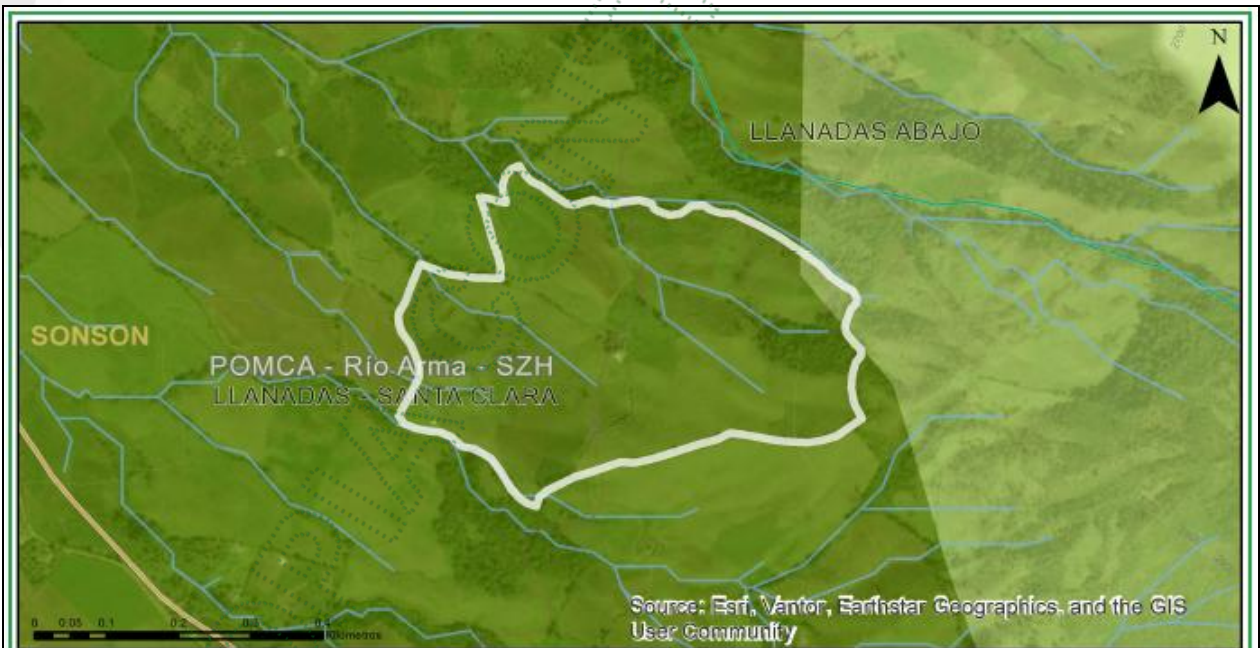 N
LLANADAS ABAJO
SONSON
POMCA - Río Arma - SZH
LLANADAS - SANTA CLARA
Source: Esri, Vantor, Earthstar Geographics, and the GIS
User Community
0 0.05 0.1 0.2 0.3 0.4
Kilómetros